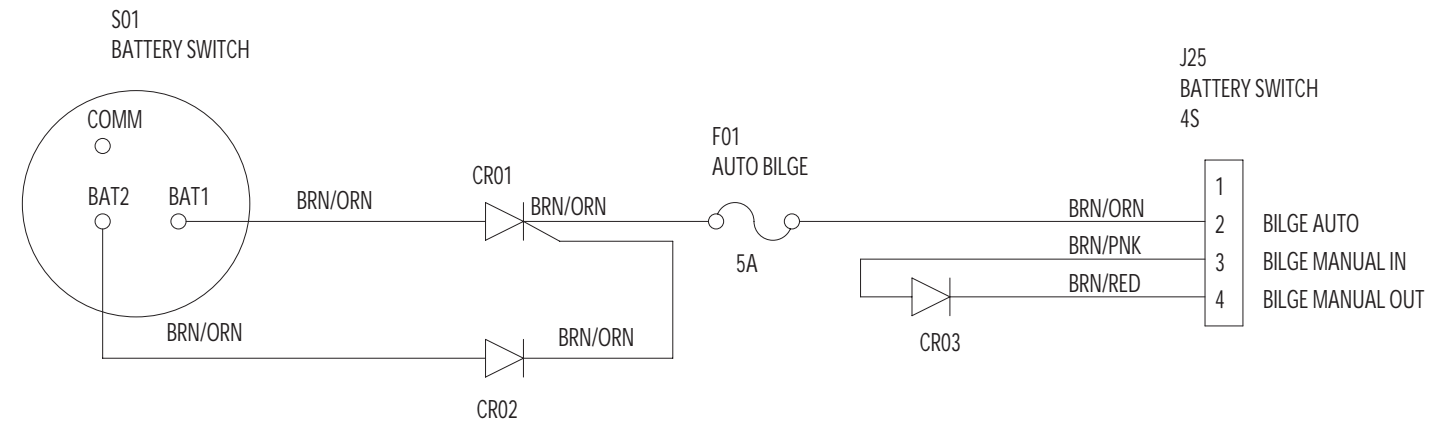 S01
BATTERY SWITCH
COMM
BAT2
BAT1
BRN/ORN
BRN/ORN
CR01
BRN/ORN
CR02
BRN/ORN
F01
AUTO BILGE
5A
J25
BATTERY SWITCH
4S
BRN/ORN
1
2
BILGE AUTO
BRN/PNK
3
BILGE MANUAL IN
BRN/RED
4
BILGE MANUAL OUT
CR03